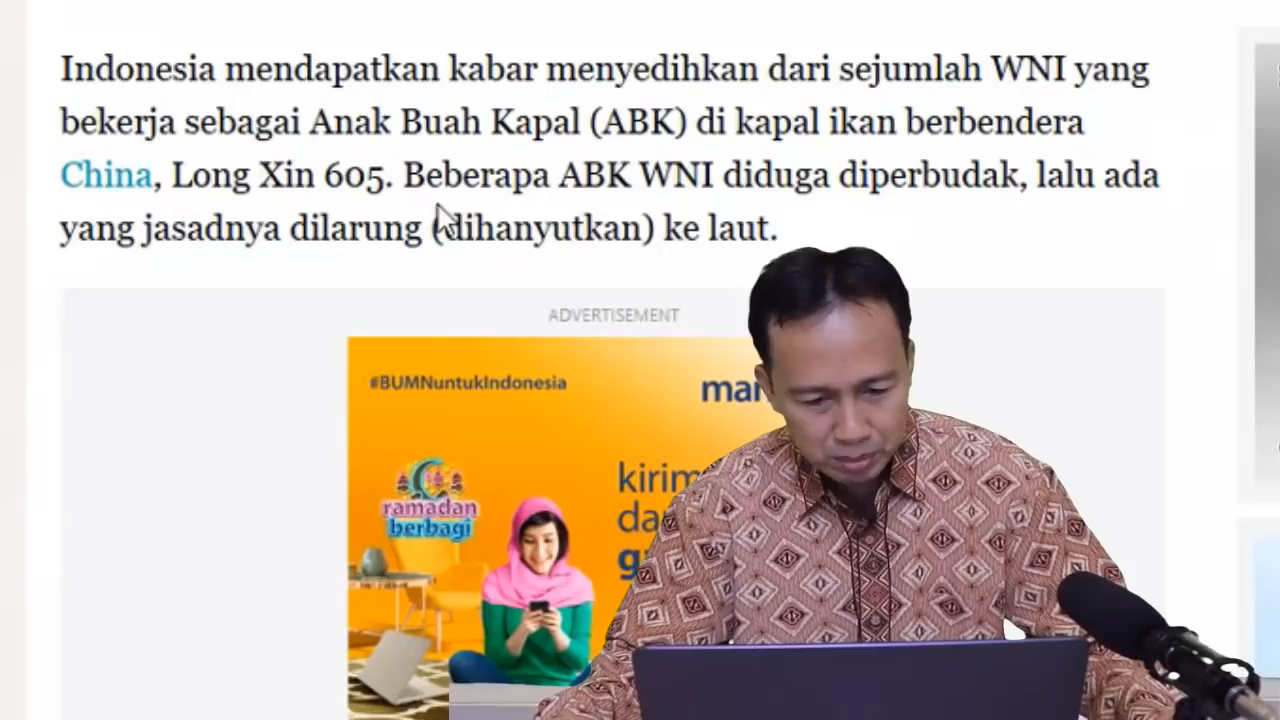 Indonesia mendapatkan kabar menyedihkan dari sejumlah WNI yang
bekerja sebagai Anak Buah Kapal (ABK) di kapal ikan berbendera
China, Long Xin 605. Beberapa ABK WNI diduga diperbudak, lalu ada
yang jasadnya dilarung (dihanyutkan) ke laut.
ADVERTISEMENT
#BUMNuntukIndonesia
ramadan
berbagi